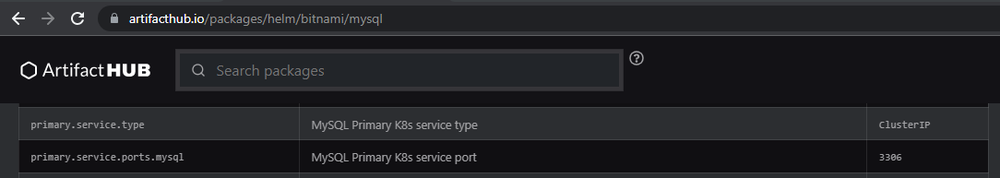 artifacthub.io/packages/helm/bitnami/mysql
Artifact HUB
Search packages
?
primary.service.type MySQL Primary K8s service type ClusterIP
primary.service.ports.mysql MySQL Primary K8s service port 3306